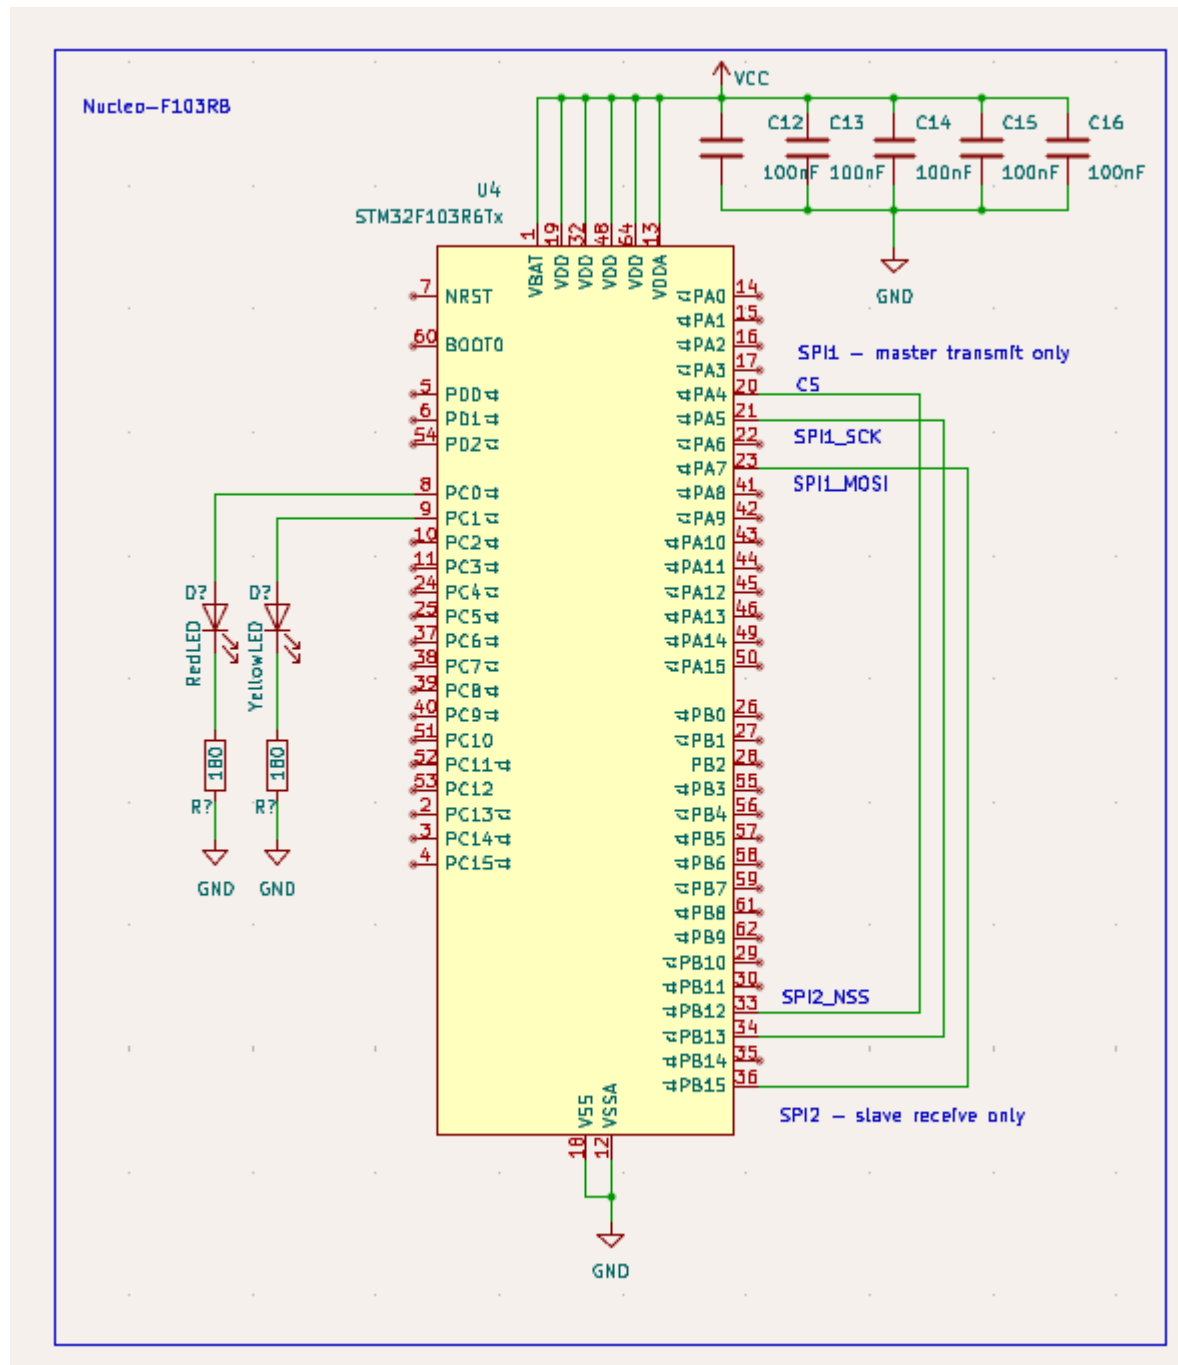 VCC
Nucleo-F103RB
C12 C13 C14 C15 C16
100nF 100nF 100nF 100nF 100nF
U4
STM32F103R6Tx
GND
1 19 32 48 64 13
VBAT VDD VDD VDD VDD VDDA
7 NRST
60 BOOT0
5 PD0
6 PD1
54 PD2
8 PC0
9 PC1
10 PC2
11 PC3
24 PC4
25 PC5
37 PC6
38 PC7
39 PC8
40 PC9
51 PC10
52 PC11
53 PC12
2 PC13
3 PC14
4 PC15
PA0 14
PA1 15
PA2 16
PA3 17
SPI1 - master transmit only
CS
PA4 20
PA5 21
SPI1_SCK
PA6 22
PA7 23
SPI1_MOSI
PA8 41
PA9 42
PA10 43
PA11 44
PA12 45
PA13 46
PA14 49
PA15 50
PB0 26
PB1 27
PB2 28
PB3 55
PB4 56
PB5 57
PB6 58
PB7 59
PB8 61
PB9 62
PB10 29
PB11 30
SPI2_NSS
PB12 33
PB13 34
PB14 35
PB15 36
SPI2 - slave receive only
D? D?
RedLED YellowLED
180 180
R? R?
GND GND
VSS VSSA
18 12
GND